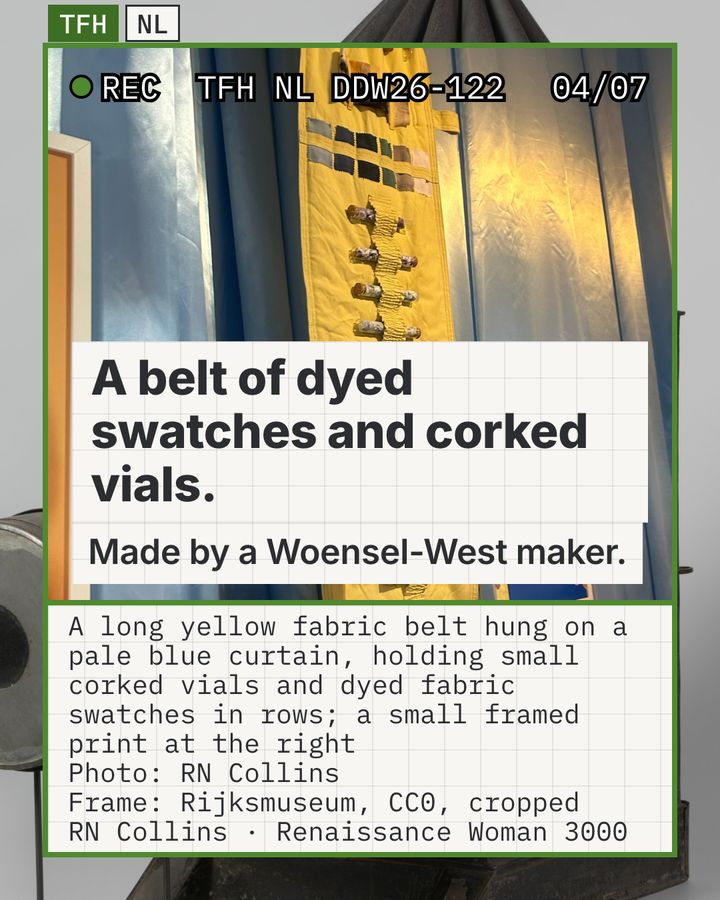 TFH NL
REC TFH NL DDW26-122 04/07
A belt of dyed
swatches and corked
vials.
Made by a Woensel-West maker.
A long yellow fabric belt hung on a
pale blue curtain, holding small
corked vials and dyed fabric
swatches in rows; a small framed
print at the right
Photo: RN Collins
Frame: Rijksmuseum, CC0, cropped
RN Collins · Renaissance Woman 3000